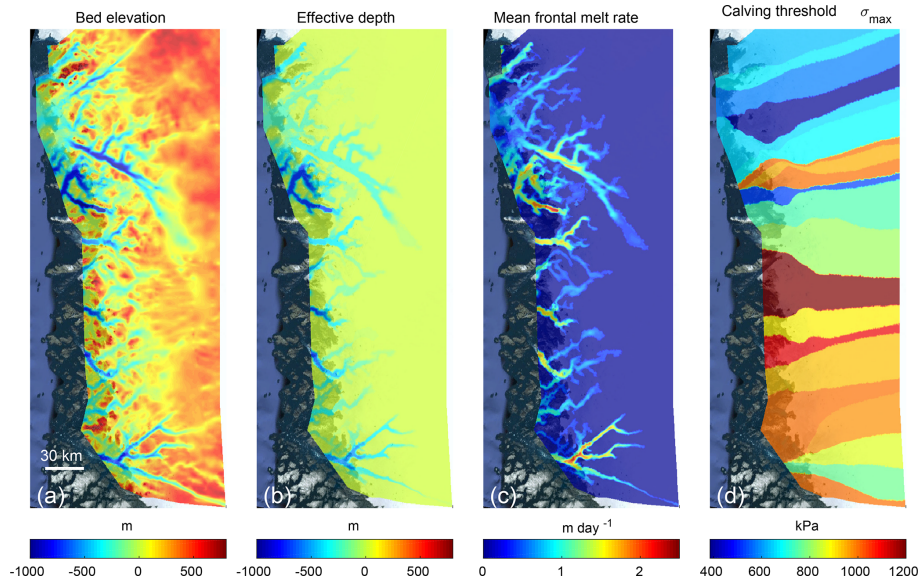 Bed elevation
Effective depth
Mean frontal melt rate
Calving threshold σmax
30 km
(a)
(b)
(c)
(d)
m
m
m day -1
kPa
-1000 -500 0 500
-1000 -500 0 500
0 1 2
400 600 800 1000 1200